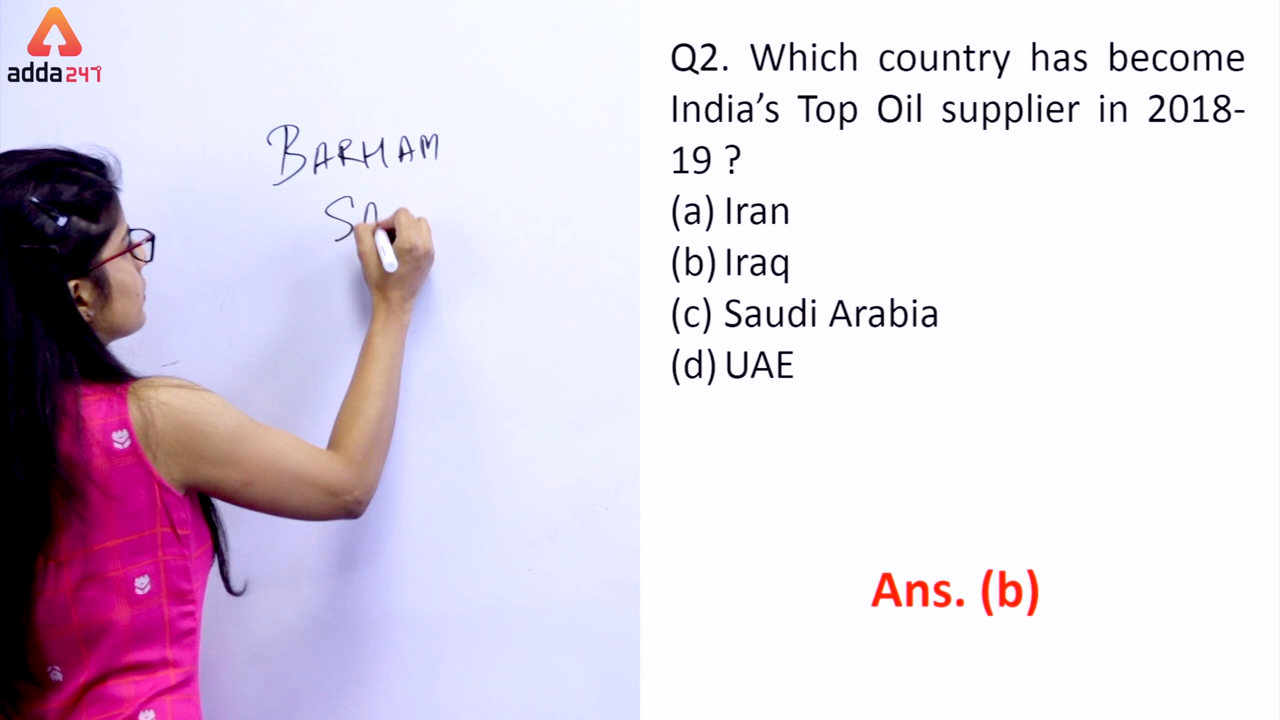 adda247
BARHAM
SA
Q2. Which country has become
India's Top Oil supplier in 2018-
19 ?
(a) Iran
(b) Iraq
(c) Saudi Arabia
(d) UAE
Ans. (b)